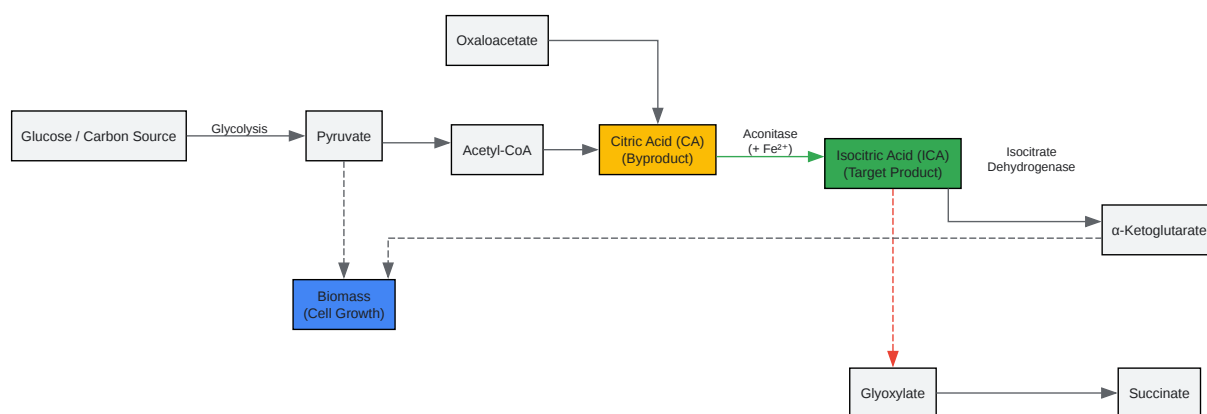 Oxaloacetate
Glucose / Carbon Source
Glycolysis
Pyruvate
Acetyl-CoA
Citric Acid (CA)
(Byproduct)
Aconitase
(+ Fe²⁺)
Isocitric Acid (ICA)
(Target Product)
Isocitrate
Dehydrogenase
α-Ketoglutarate
Biomass
(Cell Growth)
Glyoxylate
Succinate